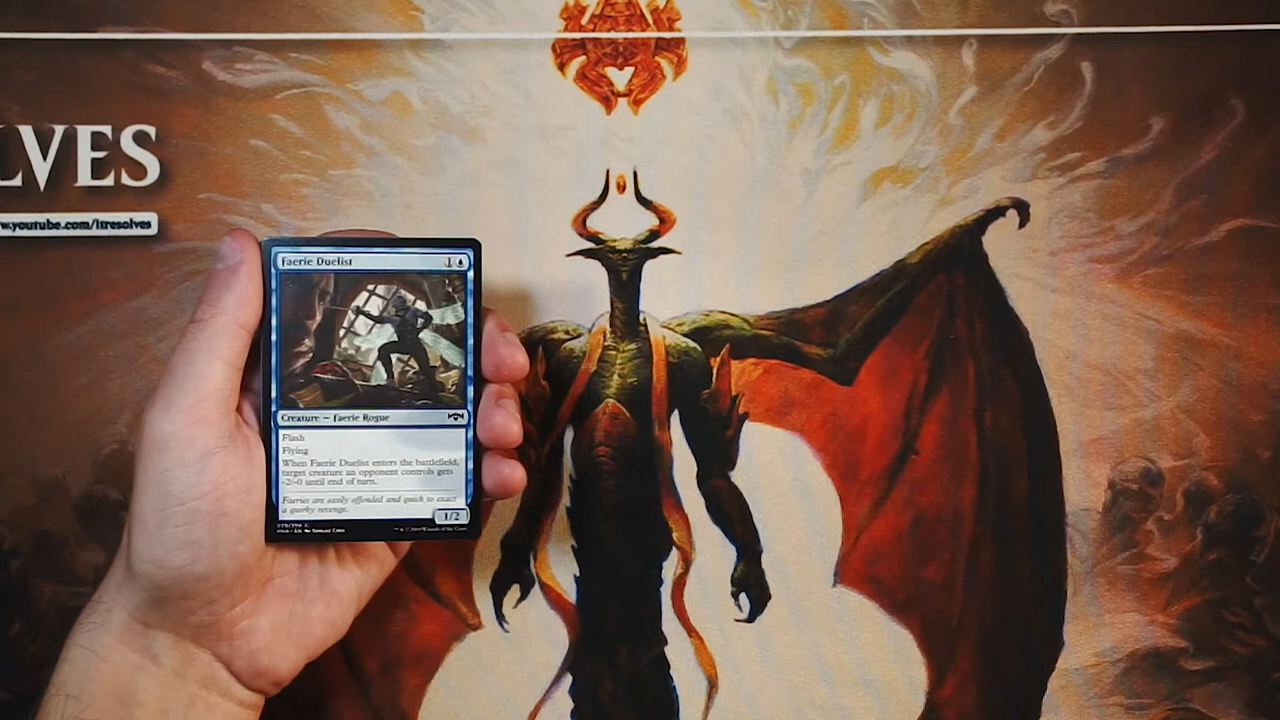 LVES
w.youtube.com/itresolves
Faerie Duelist
1
Creature — Faerie Rogue
Flash
Flying
When Faerie Duelist enters the battlefield,
target creature an opponent controls gets
-2/-0 until end of turn.
Faeries are easily offended and quick to exact
a quirky revenge.
1/2